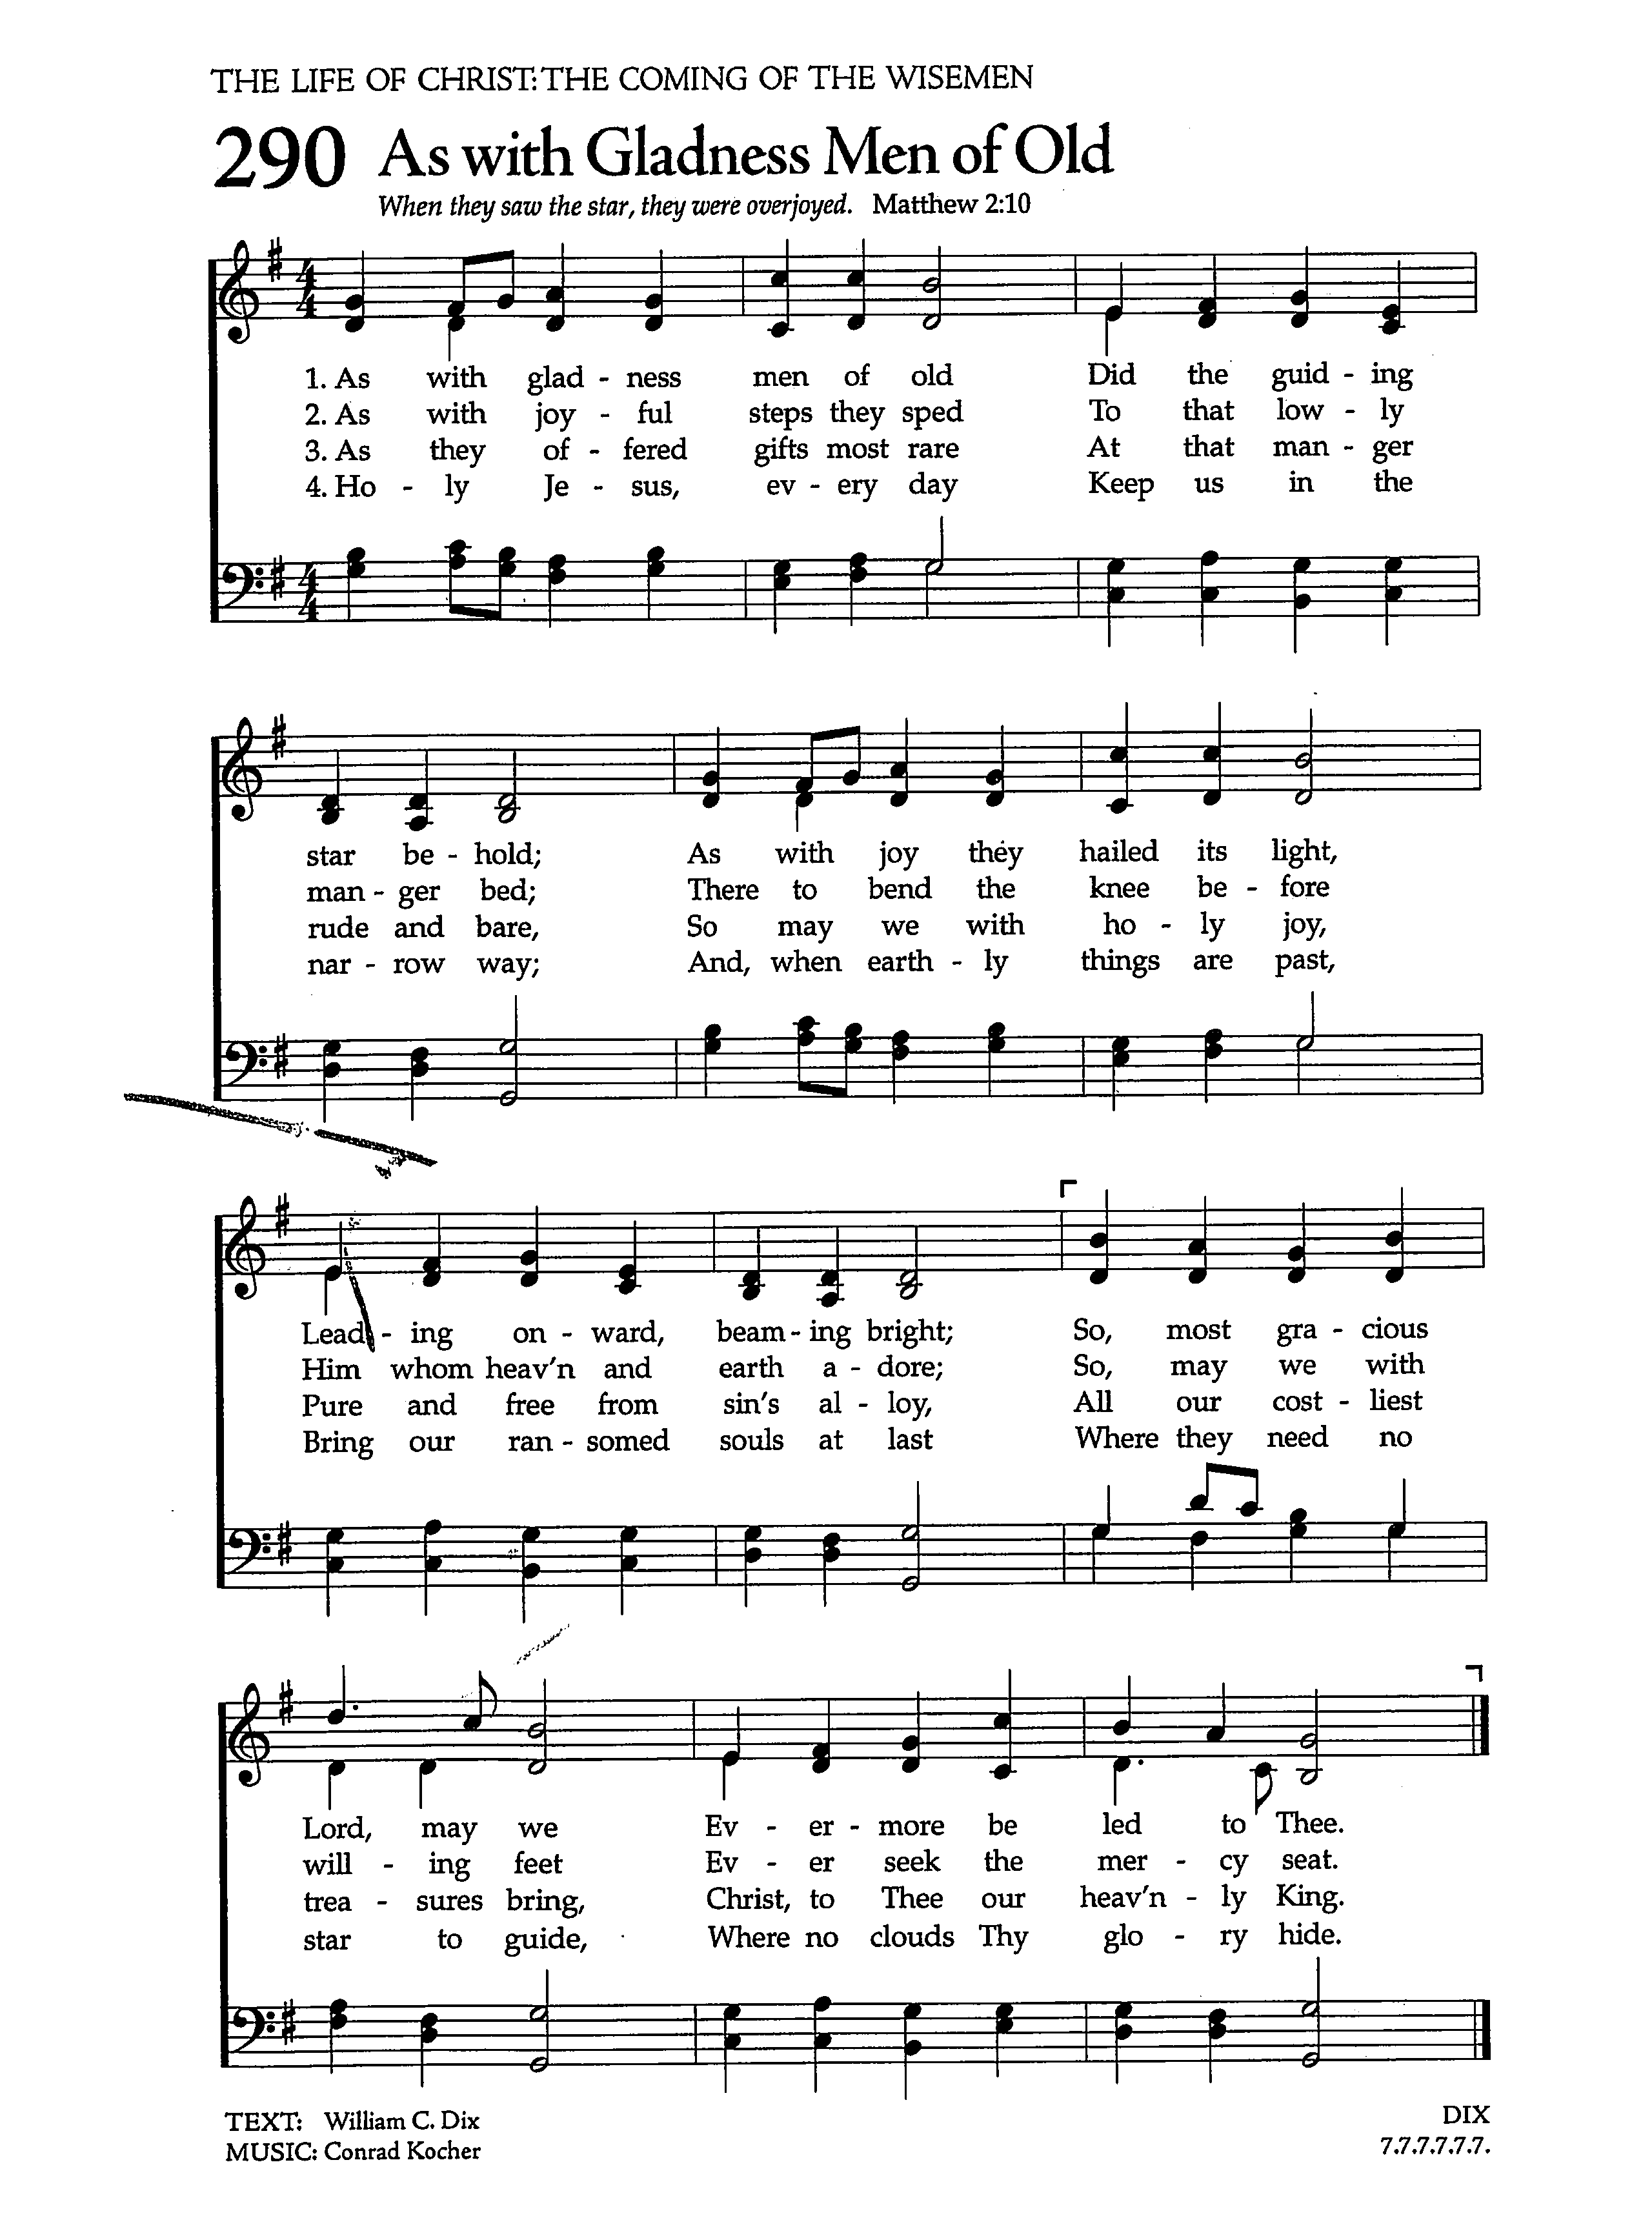 THE LIFE OF CHRIST: THE COMING OF THE WISEMEN
290 As with Gladness Men of Old
When they saw the star, they were overjoyed. Matthew 2:10
1. As with glad - ness men of old Did the guid - ing
2. As with joy - ful steps they sped To that low - ly
3. As they of - fered gifts most rare At that man - ger
4. Ho - ly Je - sus, ev - ery day Keep us in the
star be - hold; As with joy they hailed its light,
man - ger bed; There to bend the knee be - fore
rude and bare, So may we with ho - ly joy,
nar - row way; And, when earth - ly things are past,
Lead - ing on - ward, beam - ing bright; So, most gra - cious
Him whom heav'n and earth a - dore; So, may we with
Pure and free from sin's al - loy, All our cost - liest
Bring our ran - somed souls at last Where they need no
Lord, may we Ev - er - more be led to Thee.
will - ing feet Ev - er seek the mer - cy seat.
trea - sures bring, Christ, to Thee our heav'n - ly King.
star to guide, Where no clouds Thy glo - ry hide.
TEXT: William C. Dix DIX
MUSIC: Conrad Kocher 7.7.7.7.7.7.